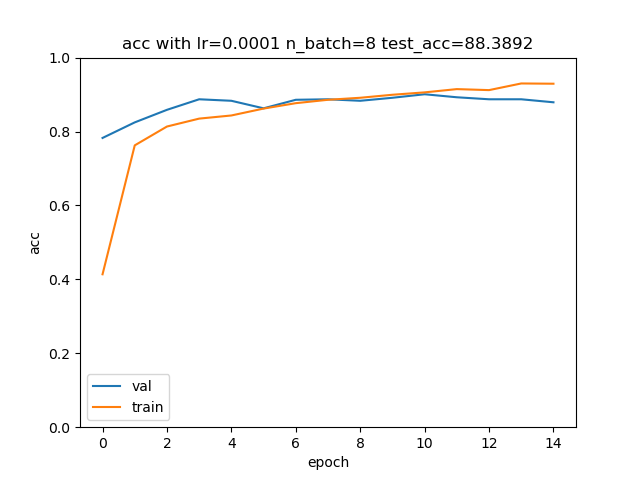 acc with lr=0.0001 n_batch=8 test_acc=88.3892
1.0
0.8
0.6
0.4
0.2
0.0
acc
val
train
0 2 4 6 8 10 12 14
epoch